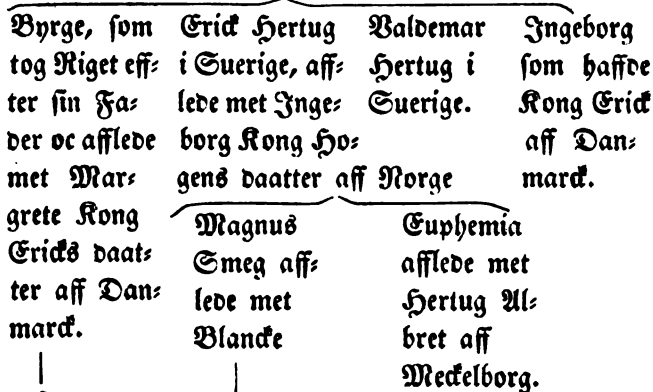 Byrge, som
tog Riget eff⸗
ter sin Fa⸗
der oc afflede
met Mar⸗
grete Kong
Ericks daat⸗
ter aff Dan⸗
marck.
Erick Hertug
i Suerige, aff⸗
lede met Inge⸗
borg Kong Ho⸗
gens daatter aff Norge
Valdemar
Hertug i
Suerige.
Ingeborg
som haffde
Kong Erick
aff Dan⸗
marck.
Magnus
Smeg aff⸗
lede met
Blancke
Euphemia
afflede met
Hertug Al⸗
bret aff
Meckelborg.